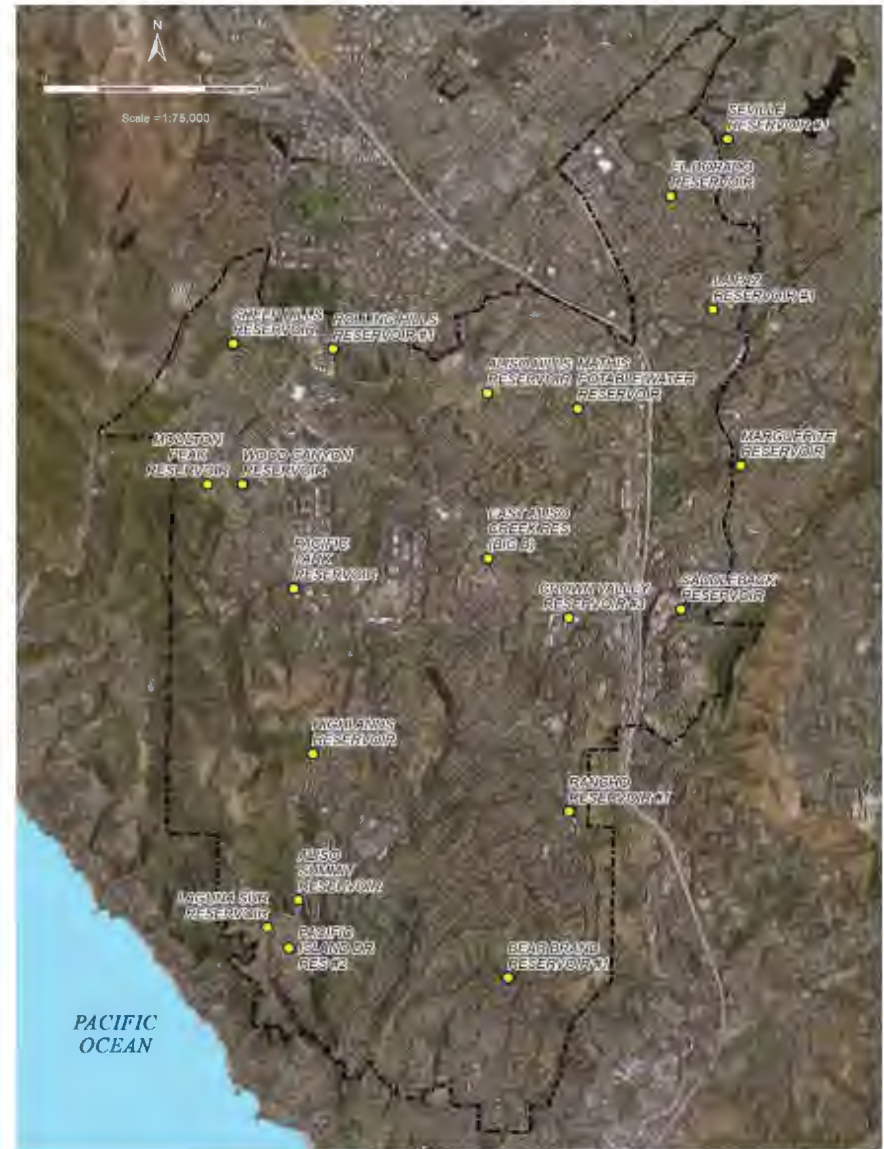 N
Scale =1:75,000
SEVILLE
RESERVOIR #1
EL DORADO
RESERVOIR
LA PAZ
RESERVOIR #1
SHEEP HILLS
RESERVOIR
ROLLING HILLS
RESERVOIR #1
ALISO HILLS
RESERVOIR
MATHIS
POTABLE WATER
RESERVOIR
MOULTON
PEAK
RESERVOIR
WOOD CANYON
RESERVOIR
MARGUERITE
RESERVOIR
EAST ALISO
CREEK RES
PACIFIC
PARK
RESERVOIR
CROWN VALLEY
RESERVOIR #3
SADDLEBACK
RESERVOIR
HIGHLANDS
RESERVOIR
RANCHO
RESERVOIR #1
ALISO
SUMMIT
RESERVOIR
LAGUNA SUR
RESERVOIR
PACIFIC
ISLAND DR
RES #2
BEAR BRAND
RESERVOIR #1
PACIFIC
OCEAN